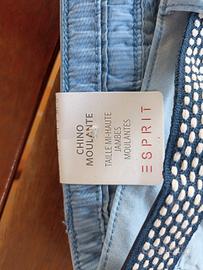 CHINO
MOULANTE
TAILLE MI-HAUTE
JAMBES
MOULANTES
ESPRIT